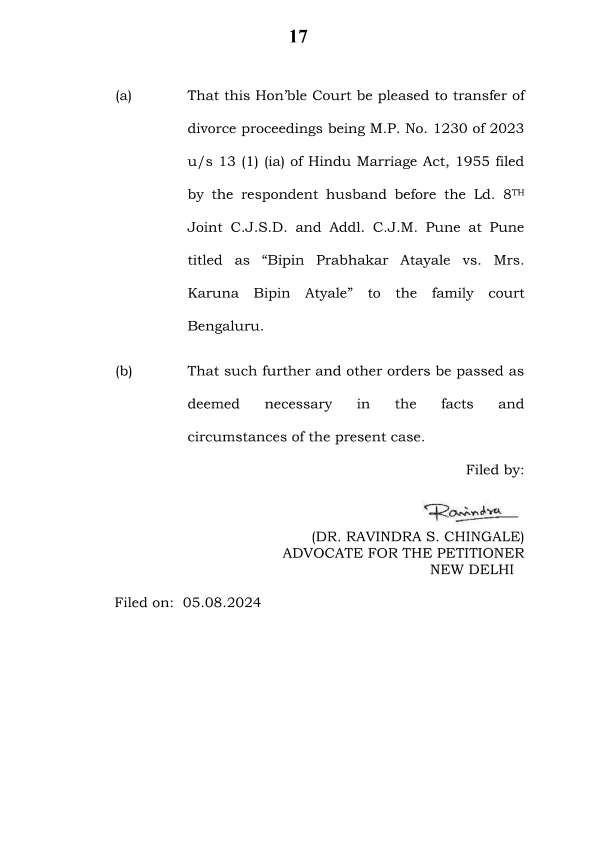 17
(a) That this Hon’ble Court be pleased to transfer of
divorce proceedings being M.P. No. 1230 of 2023
u/s 13 (1) (ia) of Hindu Marriage Act, 1955 filed
by the respondent husband before the Ld. 8TH
Joint C.J.S.D. and Addl. C.J.M. Pune at Pune
titled as “Bipin Prabhakar Atayale vs. Mrs.
Karuna Bipin Atyale” to the family court
Bengaluru.
(b) That such further and other orders be passed as
deemed necessary in the facts and
circumstances of the present case.
Filed by:
Ravindra
(DR. RAVINDRA S. CHINGALE)
ADVOCATE FOR THE PETITIONER
NEW DELHI
Filed on: 05.08.2024